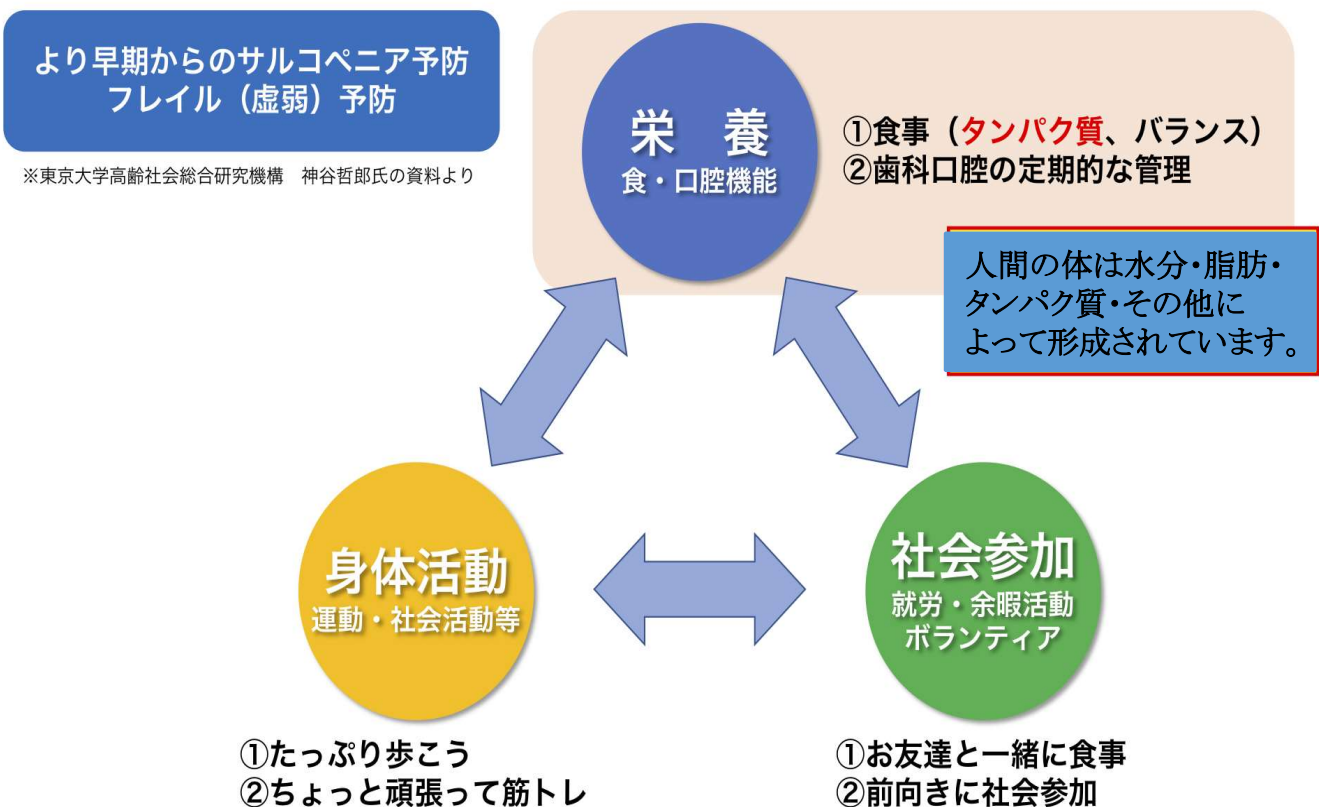 より早期からのサルコペニア予防
フレイル（虚弱）予防
※東京大学高齢社会総合研究機構　神谷哲郎氏の資料より
栄　養
食・口腔機能
①食事（タンパク質、バランス）
②歯科口腔の定期的な管理
人間の体は水分・脂肪・
タンパク質・その他に
よって形成されています。
身体活動
運動・社会活動等
①たっぷり歩こう
②ちょっと頑張って筋トレ
社会参加
就労・余暇活動
ボランティア
①お友達と一緒に食事
②前向きに社会参加